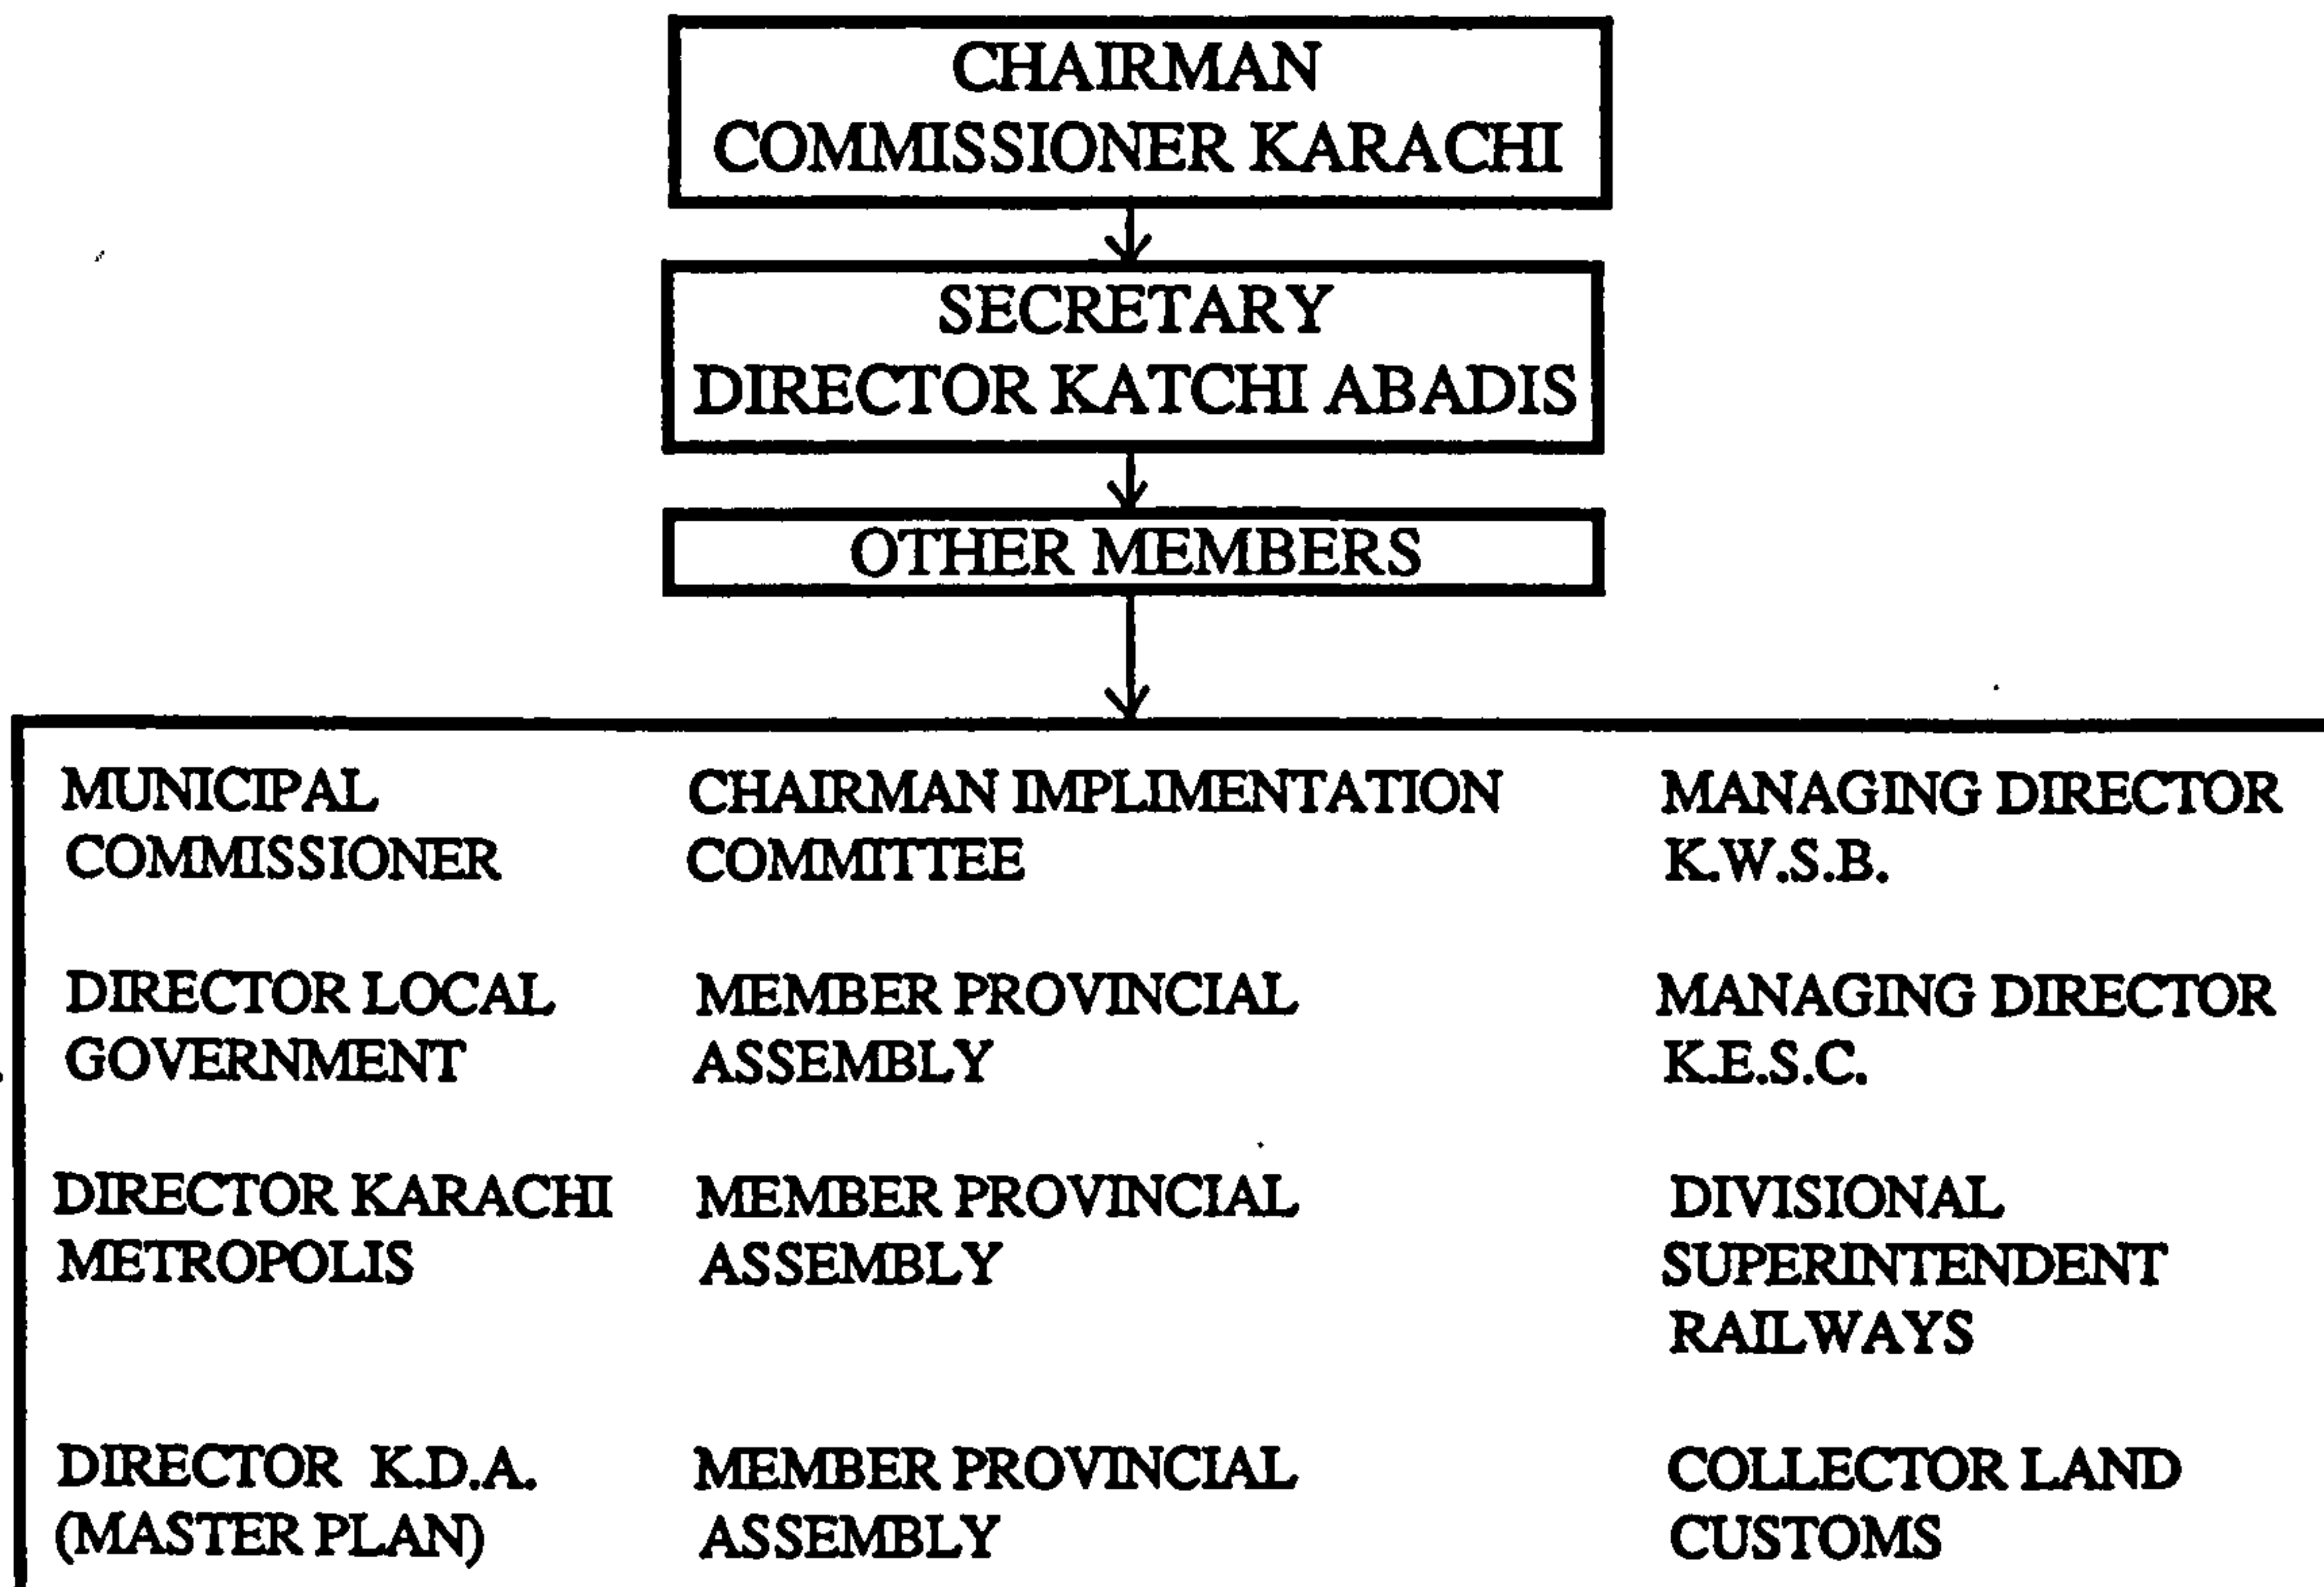 CHAIRMAN
COMMISSIONER KARACHI
SECRETARY
DIRECTOR KATCHI ABADIS
OTHER MEMBERS
MUNICIPAL
COMMISSIONER
CHAIRMAN IMPLIMENTATION
COMMITTEE
MANAGING DIRECTOR
K.W.S.B.
DIRECTOR LOCAL
GOVERNMENT
MEMBER PROVINCIAL
ASSEMBLY
MANAGING DIRECTOR
K.E.S.C.
DIRECTOR KARACHI
METROPOLIS
MEMBER PROVINCIAL
ASSEMBLY
DIVISIONAL
SUPERINTENDENT
RAILWAYS
DIRECTOR K.D.A.
(MASTER PLAN)
MEMBER PROVINCIAL
ASSEMBLY
COLLECTOR LAND
CUSTOMS